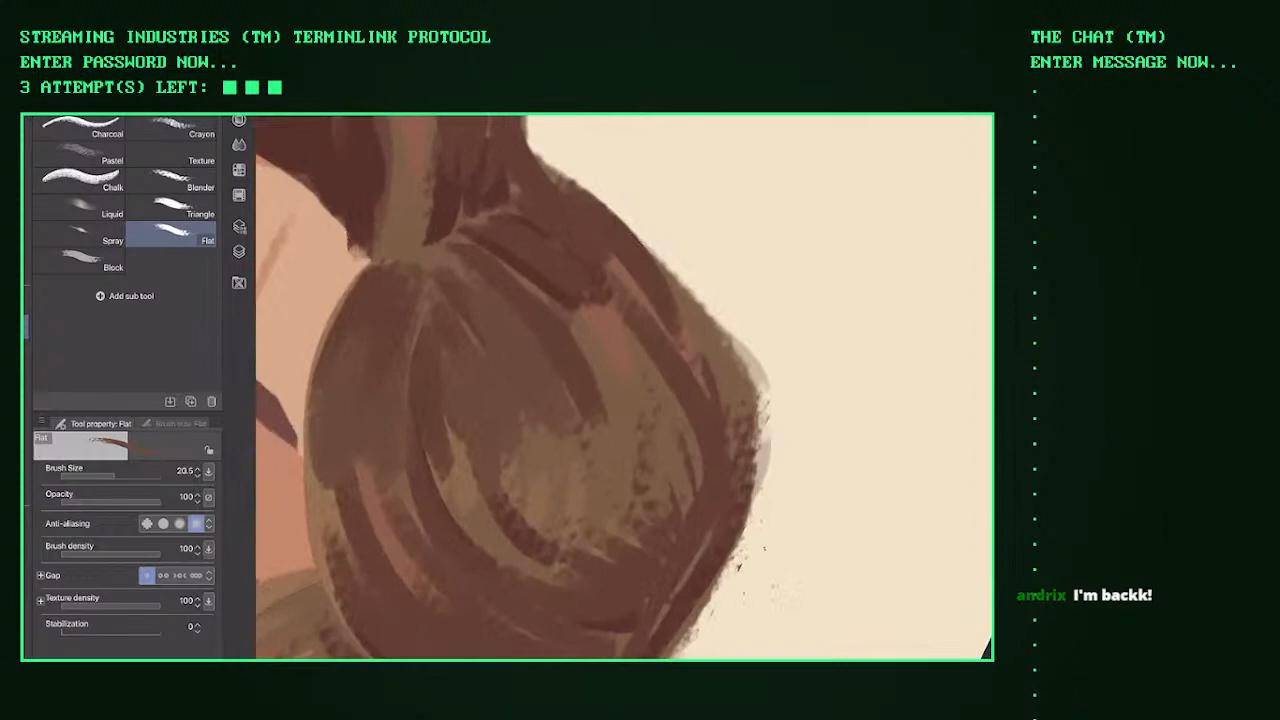 STREAMING INDUSTRIES (TM) TERMINLINK PROTOCOL
ENTER PASSWORD NOW...
3 ATTEMPT(S) LEFT:
THE CHAT (TM)
ENTER MESSAGE NOW...
Charcoal
Crayon
Pastel
Texture
Chalk
Blender
Liquid
Triangle
Spray
Flat
Block
Add sub tool
Tool property: Flat
Flat
Brush Size 20.5
Opacity 100
Anti-aliasing
Brush density 100
Gap
Texture density 100
Stabilization 0
andrix I'm backk!